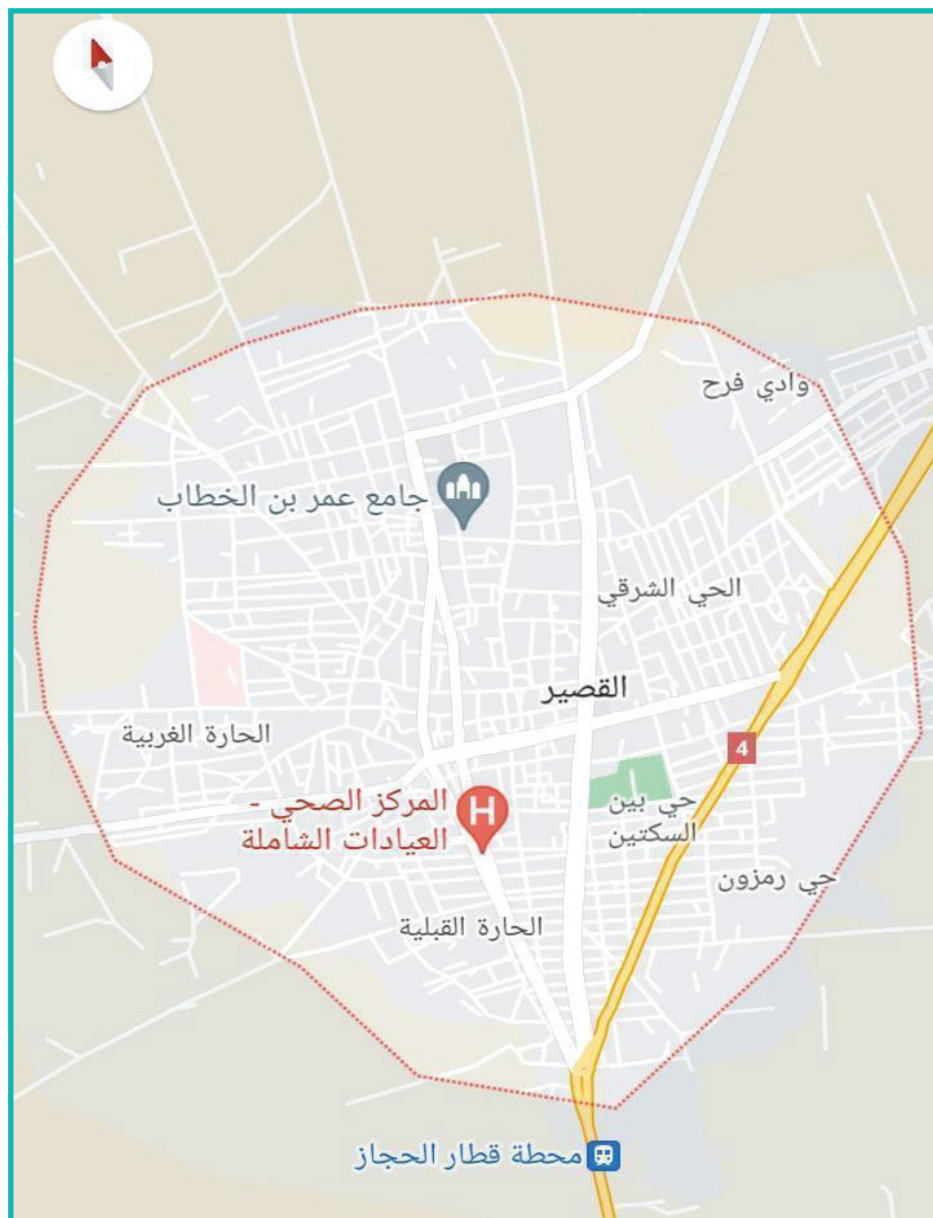 وادي فرح
جامع عمر بن الخطاب
الحي الشرقي
القصير
الحارة الغربية
4
المركز الصحي -
العيادات الشاملة
H
حي بين
السكتين
حي رمزون
الحارة القبلية
محطة قطار الحجاز